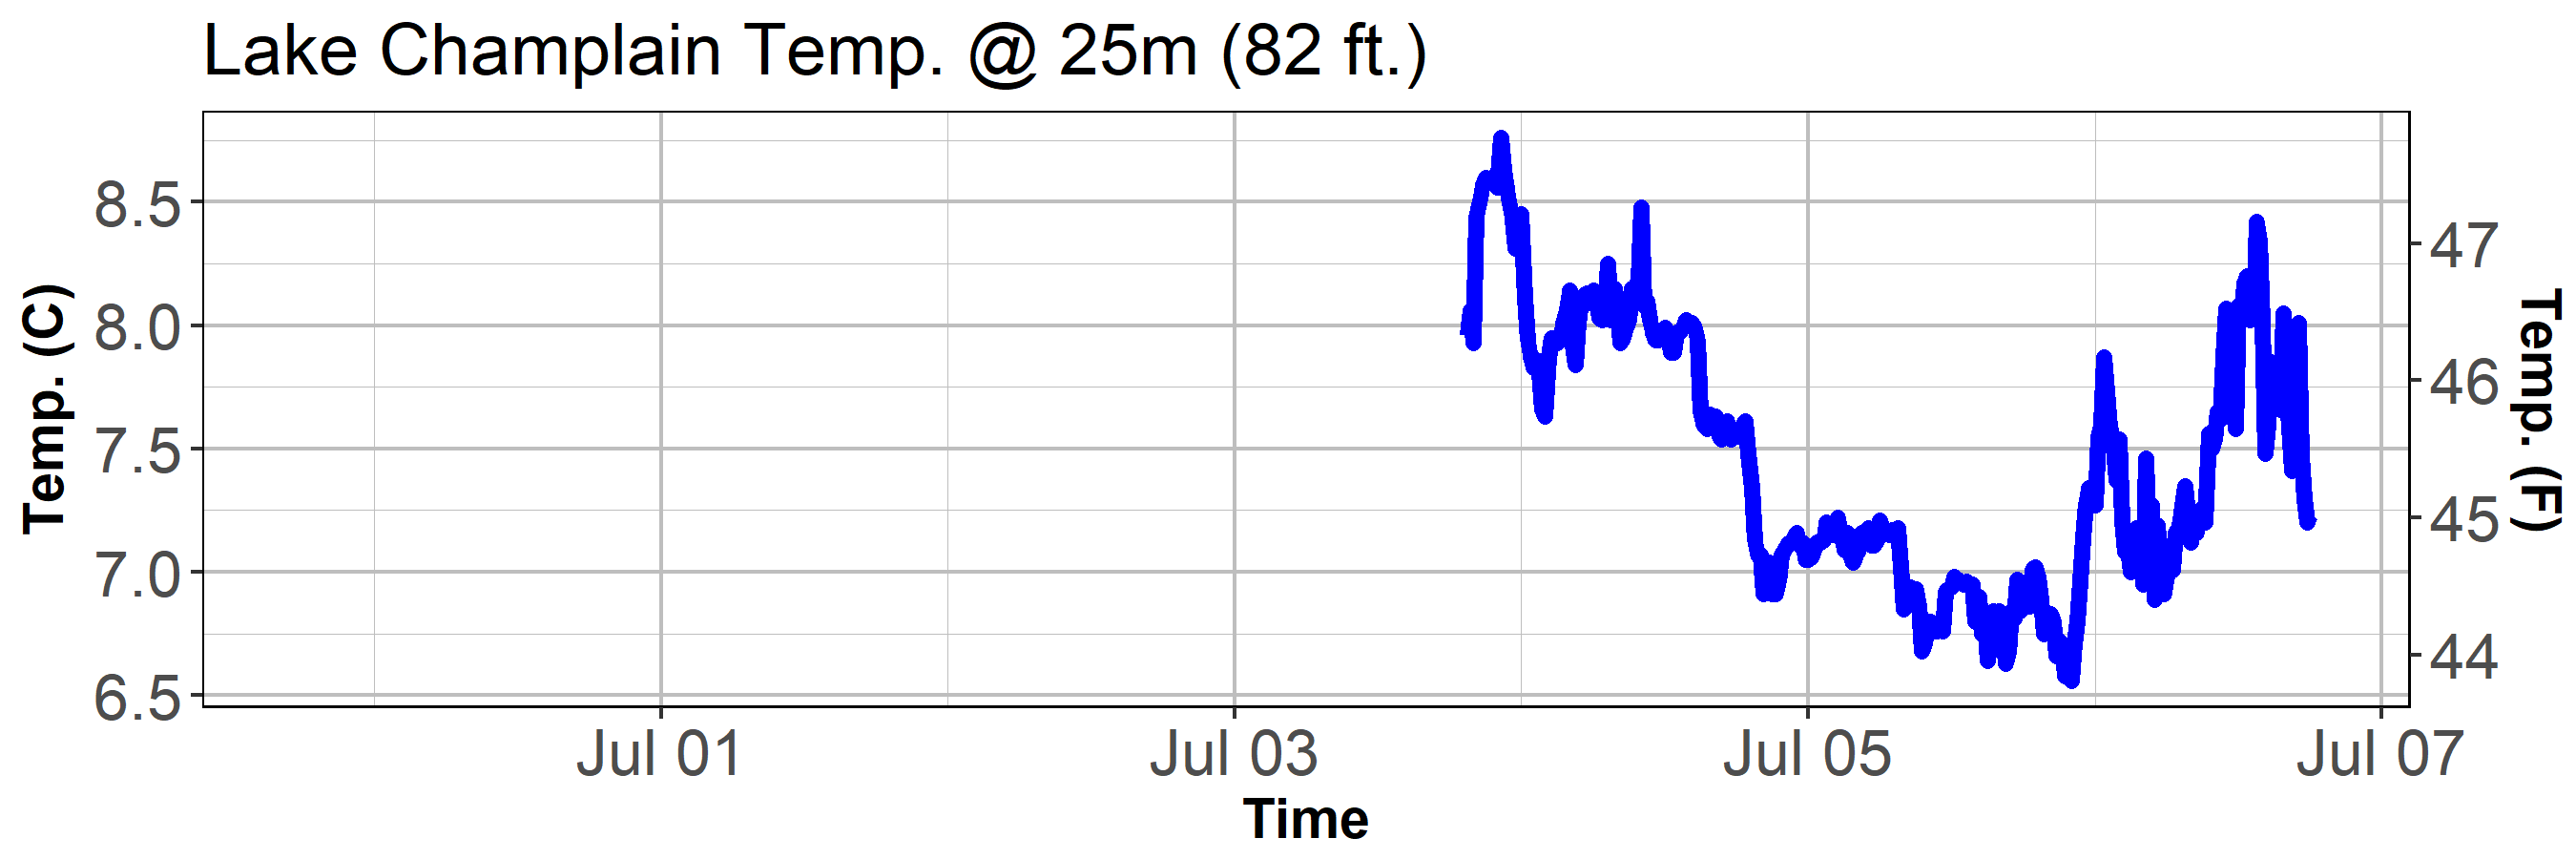 Lake Champlain Temp. @ 25m (82 ft.)
Temp. (C)
8.5
8.0
7.5
7.0
6.5
47
46
45
44
Temp. (F)
Jul 01
Jul 03
Jul 05
Jul 07
Time